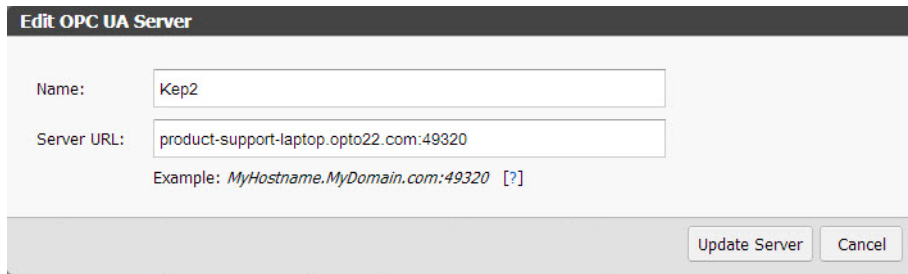 Edit OPC UA Server
Name: Kep2
Server URL: product-support-laptop.opto22.com:49320
Example: MyHostname.MyDomain.com:49320 [?]
Update Server Cancel